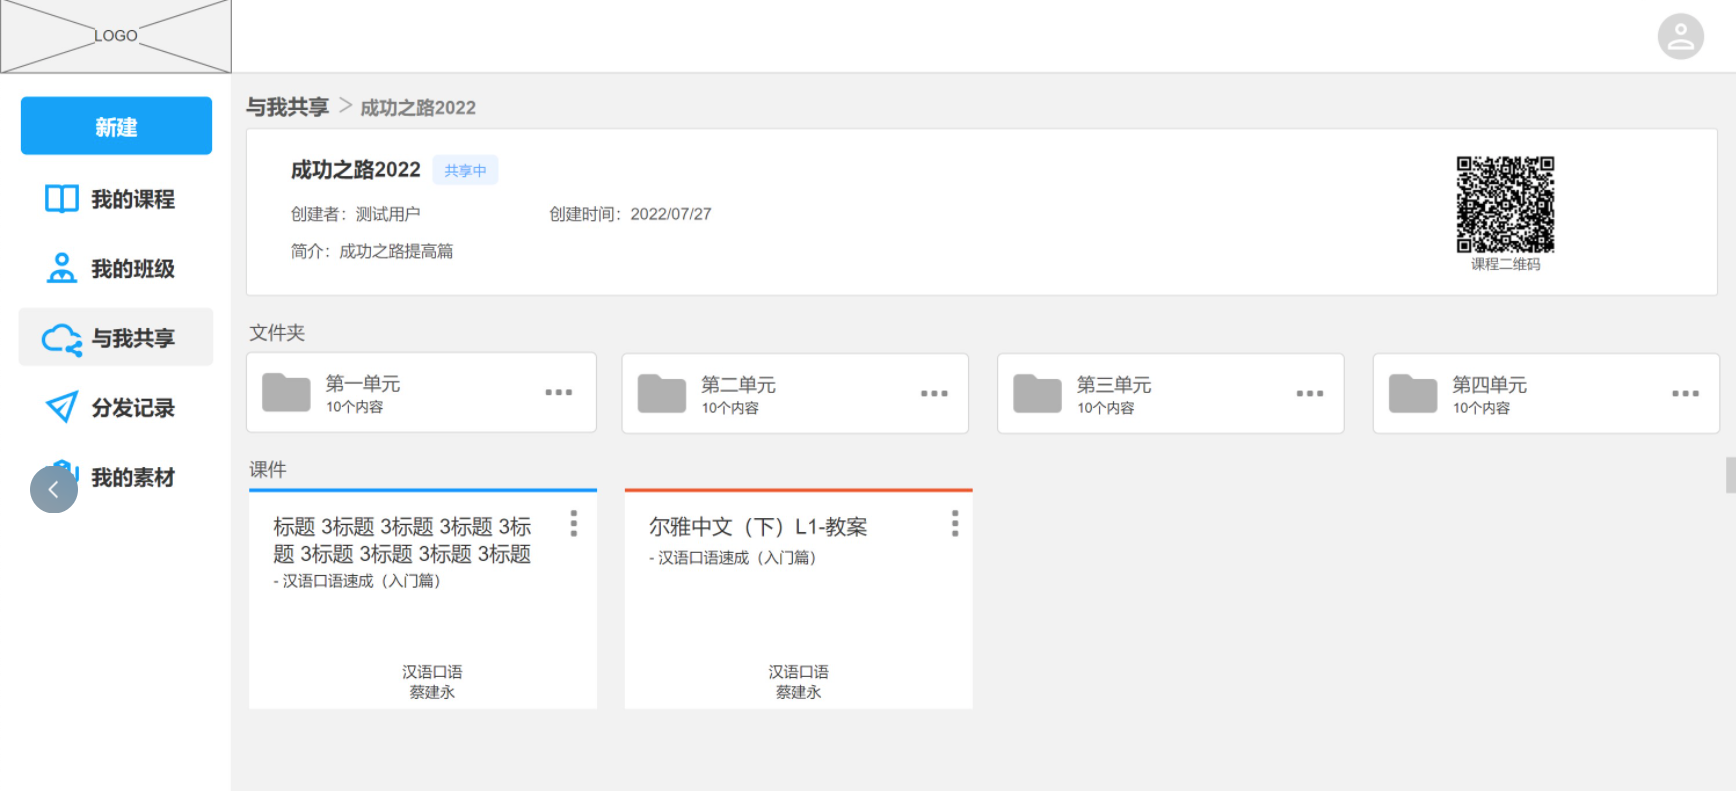 LOGO
新建
我的课程
我的班级
与我共享
分发记录
我的素材
与我共享 > 成功之路2022
成功之路2022 共享中
创建者：测试用户 创建时间：2022/07/27
简介：成功之路提高篇
课程二维码
文件夹
第一单元
10个内容
第二单元
10个内容
第三单元
10个内容
第四单元
10个内容
课件
标题 3标题 3标题 3标题 3标
题 3标题 3标题 3标题 3标题
- 汉语口语速成（入门篇）
汉语口语
蔡建永
尔雅中文（下）L1-教案
- 汉语口语速成（入门篇）
汉语口语
蔡建永